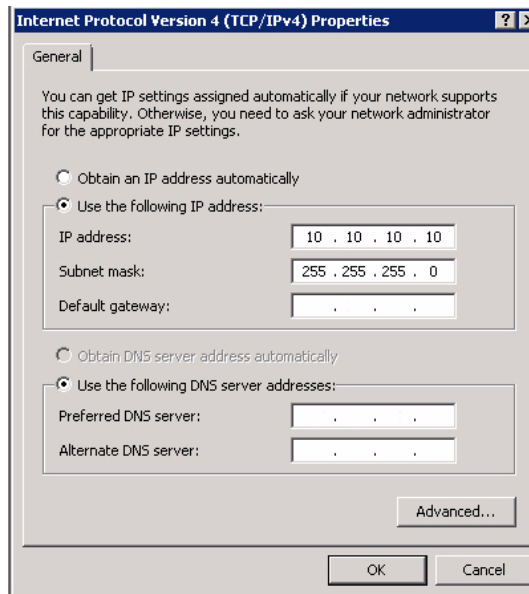 Internet Protocol Version 4 (TCP/IPv4) Properties
General
You can get IP settings assigned automatically if your network supports
this capability. Otherwise, you need to ask your network administrator
for the appropriate IP settings.
Obtain an IP address automatically
Use the following IP address:
IP address: 10 . 10 . 10 . 10
Subnet mask: 255 . 255 . 255 . 0
Default gateway: . . .
Obtain DNS server address automatically
Use the following DNS server addresses:
Preferred DNS server: . . .
Alternate DNS server: . . .
Advanced...
OK Cancel